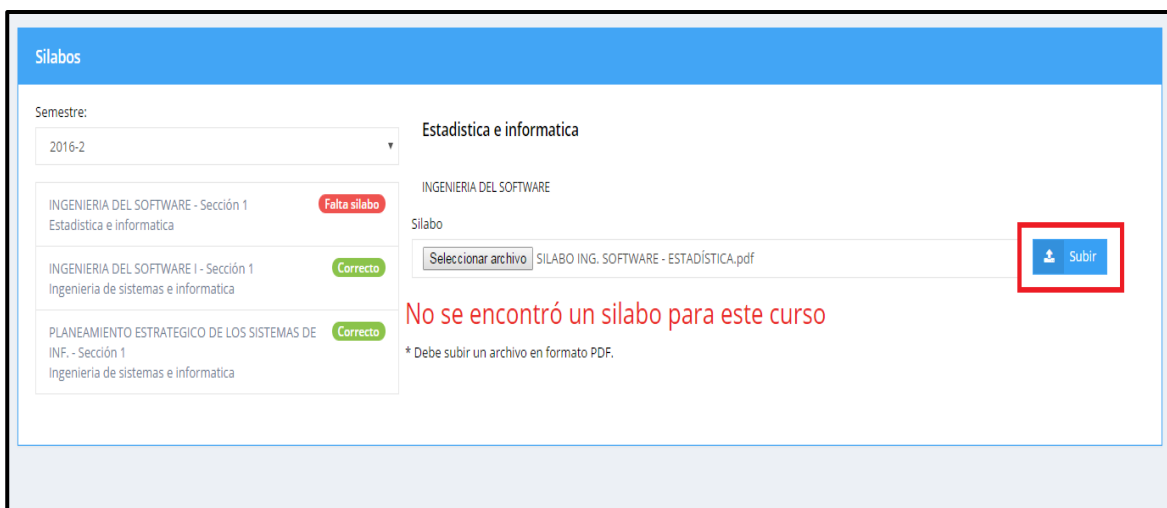 Silabos
Semestre:
2016-2
INGENIERIA DEL SOFTWARE - Sección 1
Falta silabo
Estadistica e informatica
INGENIERIA DEL SOFTWARE I - Sección 1
Correcto
Ingenieria de sistemas e informatica
PLANEAMIENTO ESTRATEGICO DE LOS SISTEMAS DE
Correcto
INF. - Sección 1
Ingenieria de sistemas e informatica
Estadistica e informatica
INGENIERIA DEL SOFTWARE
Silabo
Seleccionar archivo SILABO ING. SOFTWARE - ESTADÍSTICA.pdf
Subir
No se encontró un silabo para este curso
* Debe subir un archivo en formato PDF.